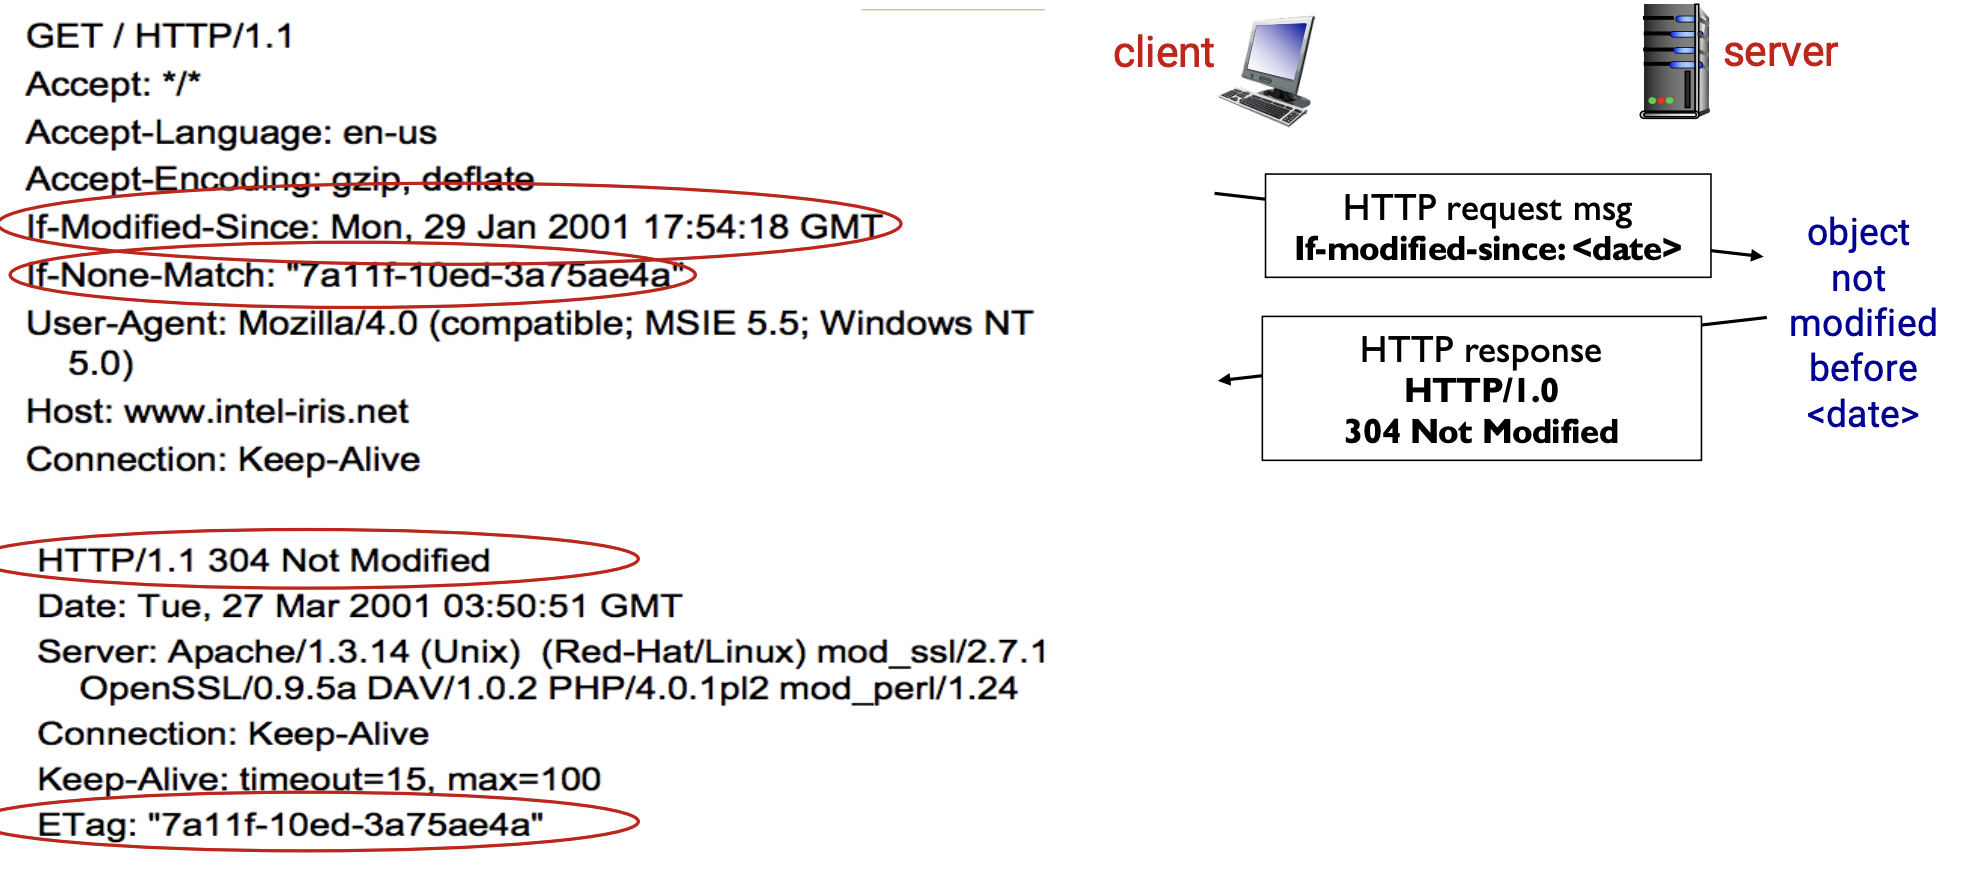 GET / HTTP/1.1
Accept: */*
Accept-Language: en-us
Accept-Encoding: gzip, deflate
If-Modified-Since: Mon, 29 Jan 2001 17:54:18 GMT
If-None-Match: "7a11f-10ed-3a75ae4a"
User-Agent: Mozilla/4.0 (compatible; MSIE 5.5; Windows NT
5.0)
Host: www.intel-iris.net
Connection: Keep-Alive
HTTP/1.1 304 Not Modified
Date: Tue, 27 Mar 2001 03:50:51 GMT
Server: Apache/1.3.14 (Unix)  (Red-Hat/Linux) mod_ssl/2.7.1
OpenSSL/0.9.5a DAV/1.0.2 PHP/4.0.1pl2 mod_perl/1.24
Connection: Keep-Alive
Keep-Alive: timeout=15, max=100
ETag: "7a11f-10ed-3a75ae4a"
client
server
HTTP request msg
If-modified-since: <date>
object
not
modified
before
<date>
HTTP response
HTTP/1.0
304 Not Modified